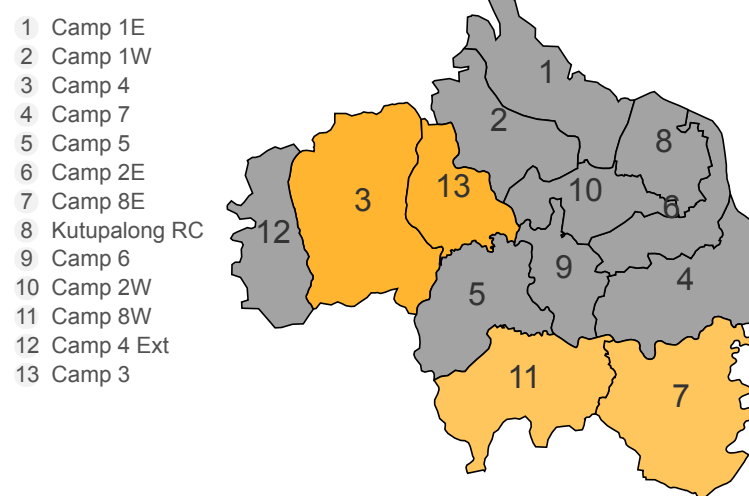 1 Camp 1E
2 Camp 1W
3 Camp 4
4 Camp 7
5 Camp 5
6 Camp 2E
7 Camp 8E
8 Kutupalong RC
9 Camp 6
10 Camp 2W
11 Camp 8W
12 Camp 4 Ext
13 Camp 3
1
2
8
13
10
3
6
12
9
4
5
11
7